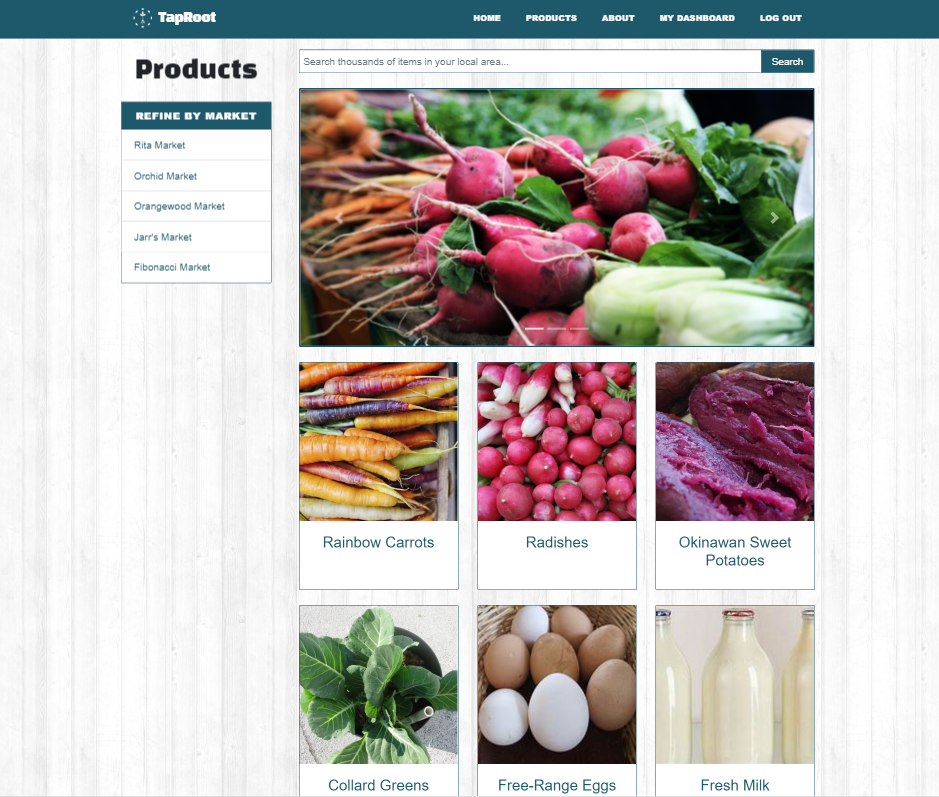 TapRoot
HOME PRODUCTS ABOUT MY DASHBOARD LOG OUT
Products
REFINE BY MARKET
Rita Market
Orchid Market
Orangewood Market
Jarr's Market
Fibonacci Market
Search thousands of items in your local area...
Search
Rainbow Carrots
Radishes
Okinawan Sweet
Potatoes
Collard Greens
Free-Range Eggs
Fresh Milk